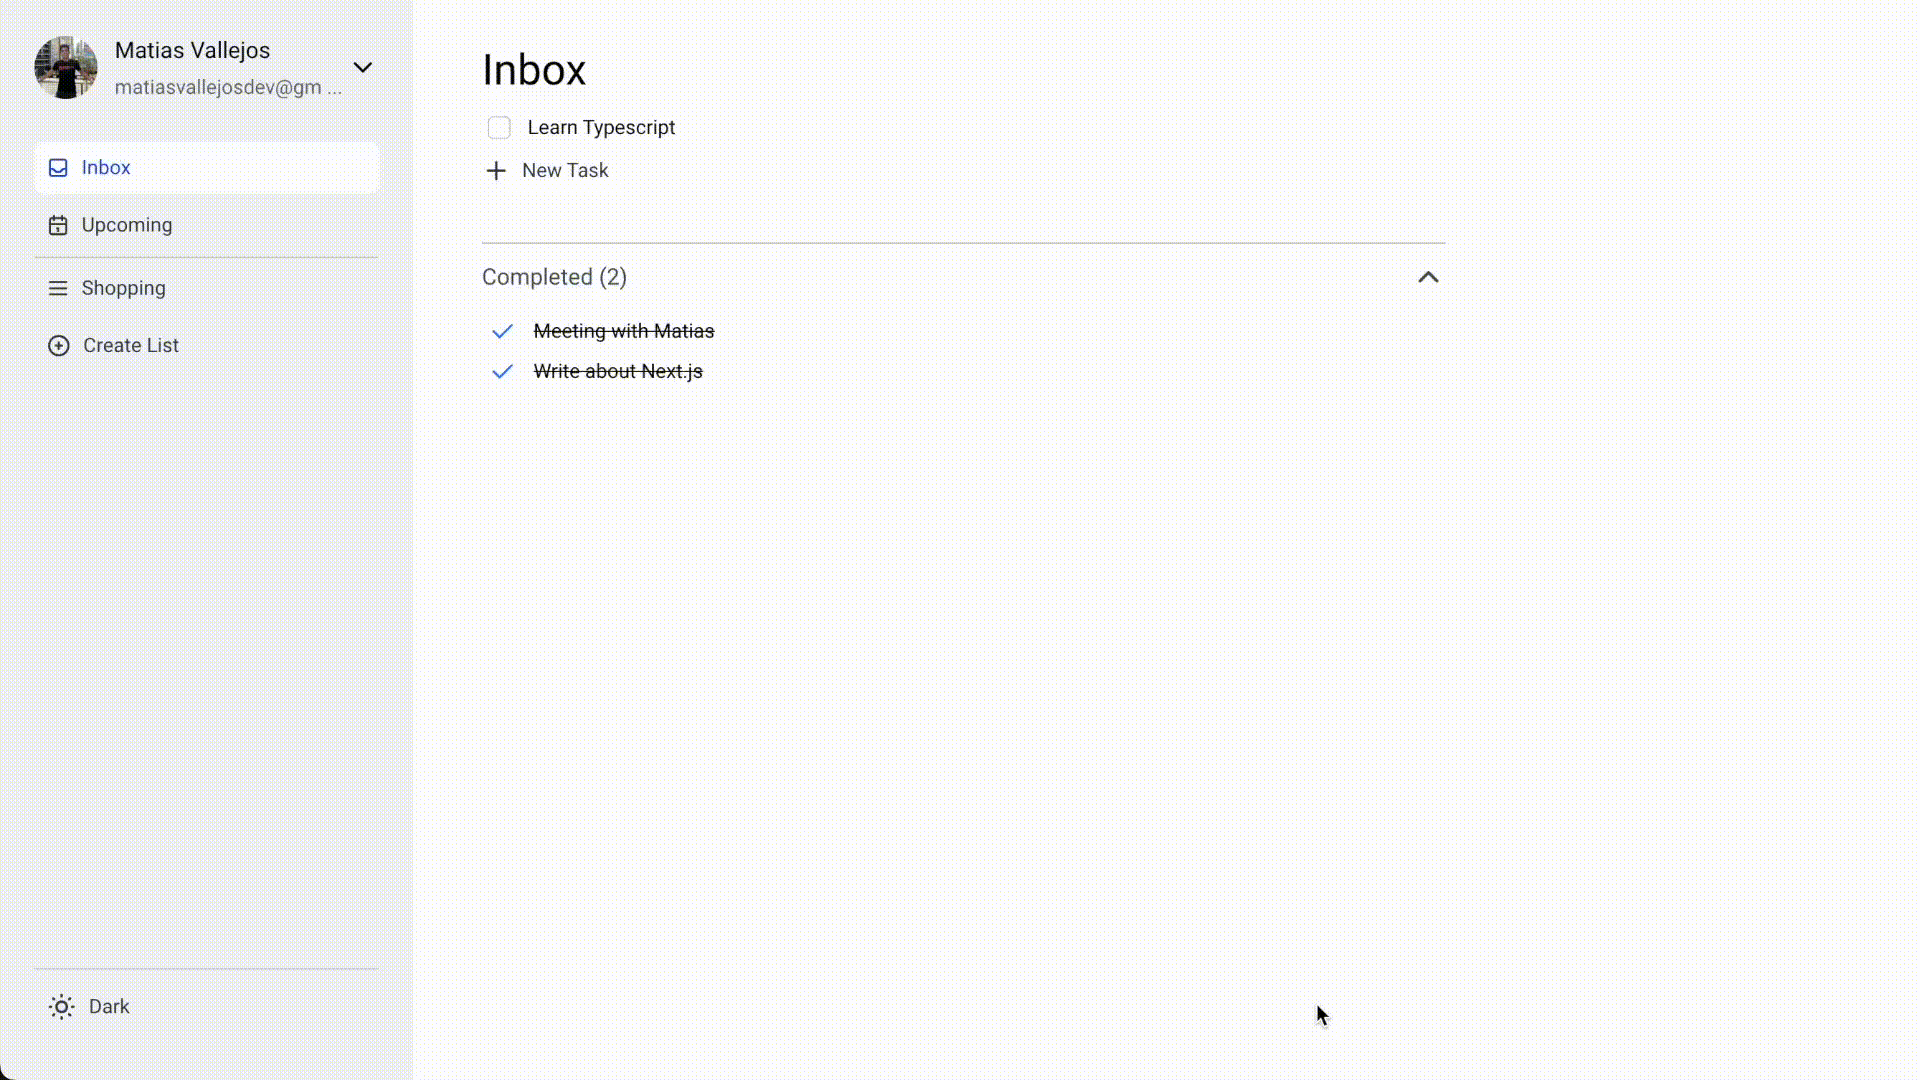 Matias Vallejos
matiasvallejosdev@gm ...
Inbox
Upcoming
Shopping
Create List
Dark
Inbox
Learn Typescript
New Task
Completed (2)
Meeting with Matias
Write about Next.js